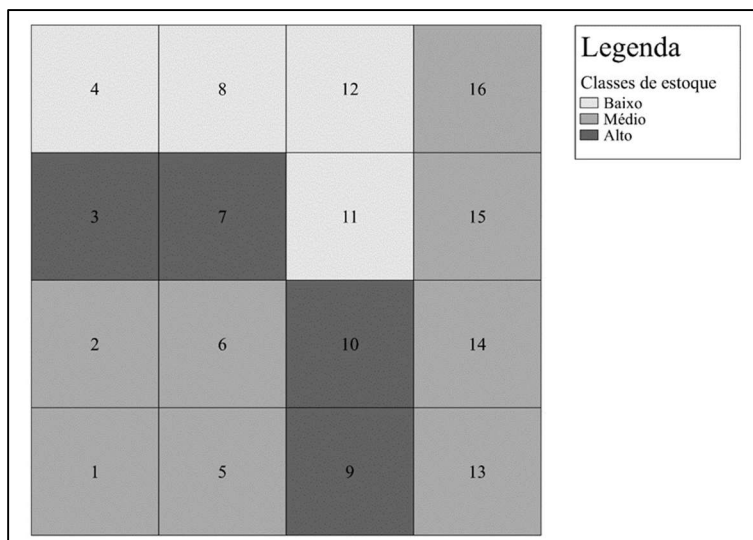 4 8 12 16
3 7 11 15
2 6 10 14
1 5 9 13
Legenda
Classes de estoque
Baixo
Médio
Alto